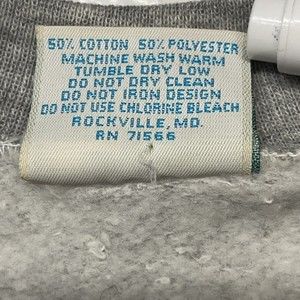 50% COTTON 50% POLYESTER
MACHINE WASH WARM
TUMBLE DRY LOW
DO NOT DRY CLEAN
DO NOT IRON DESIGN
DO NOT USE CHLORINE BLEACH
ROCKVILLE, MD.
RN 71566